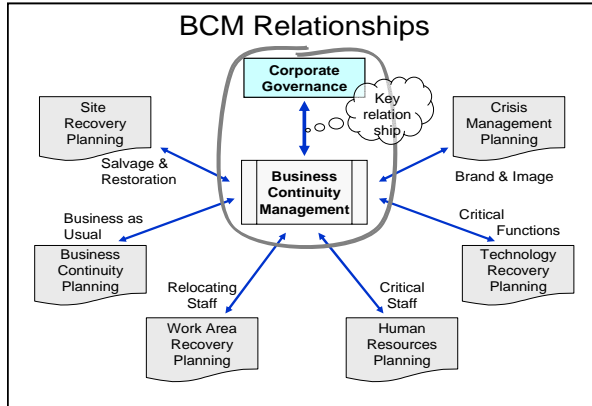 BCM Relationships
Corporate
Governance
Key
relation
ship
Site
Recovery
Planning
Salvage &
Restoration
Crisis
Management
Planning
Brand & Image
Business
Continuity
Management
Business as
Usual
Business
Continuity
Planning
Critical
Functions
Technology
Recovery
Planning
Relocating
Staff
Work Area
Recovery
Planning
Critical
Staff
Human
Resources
Planning